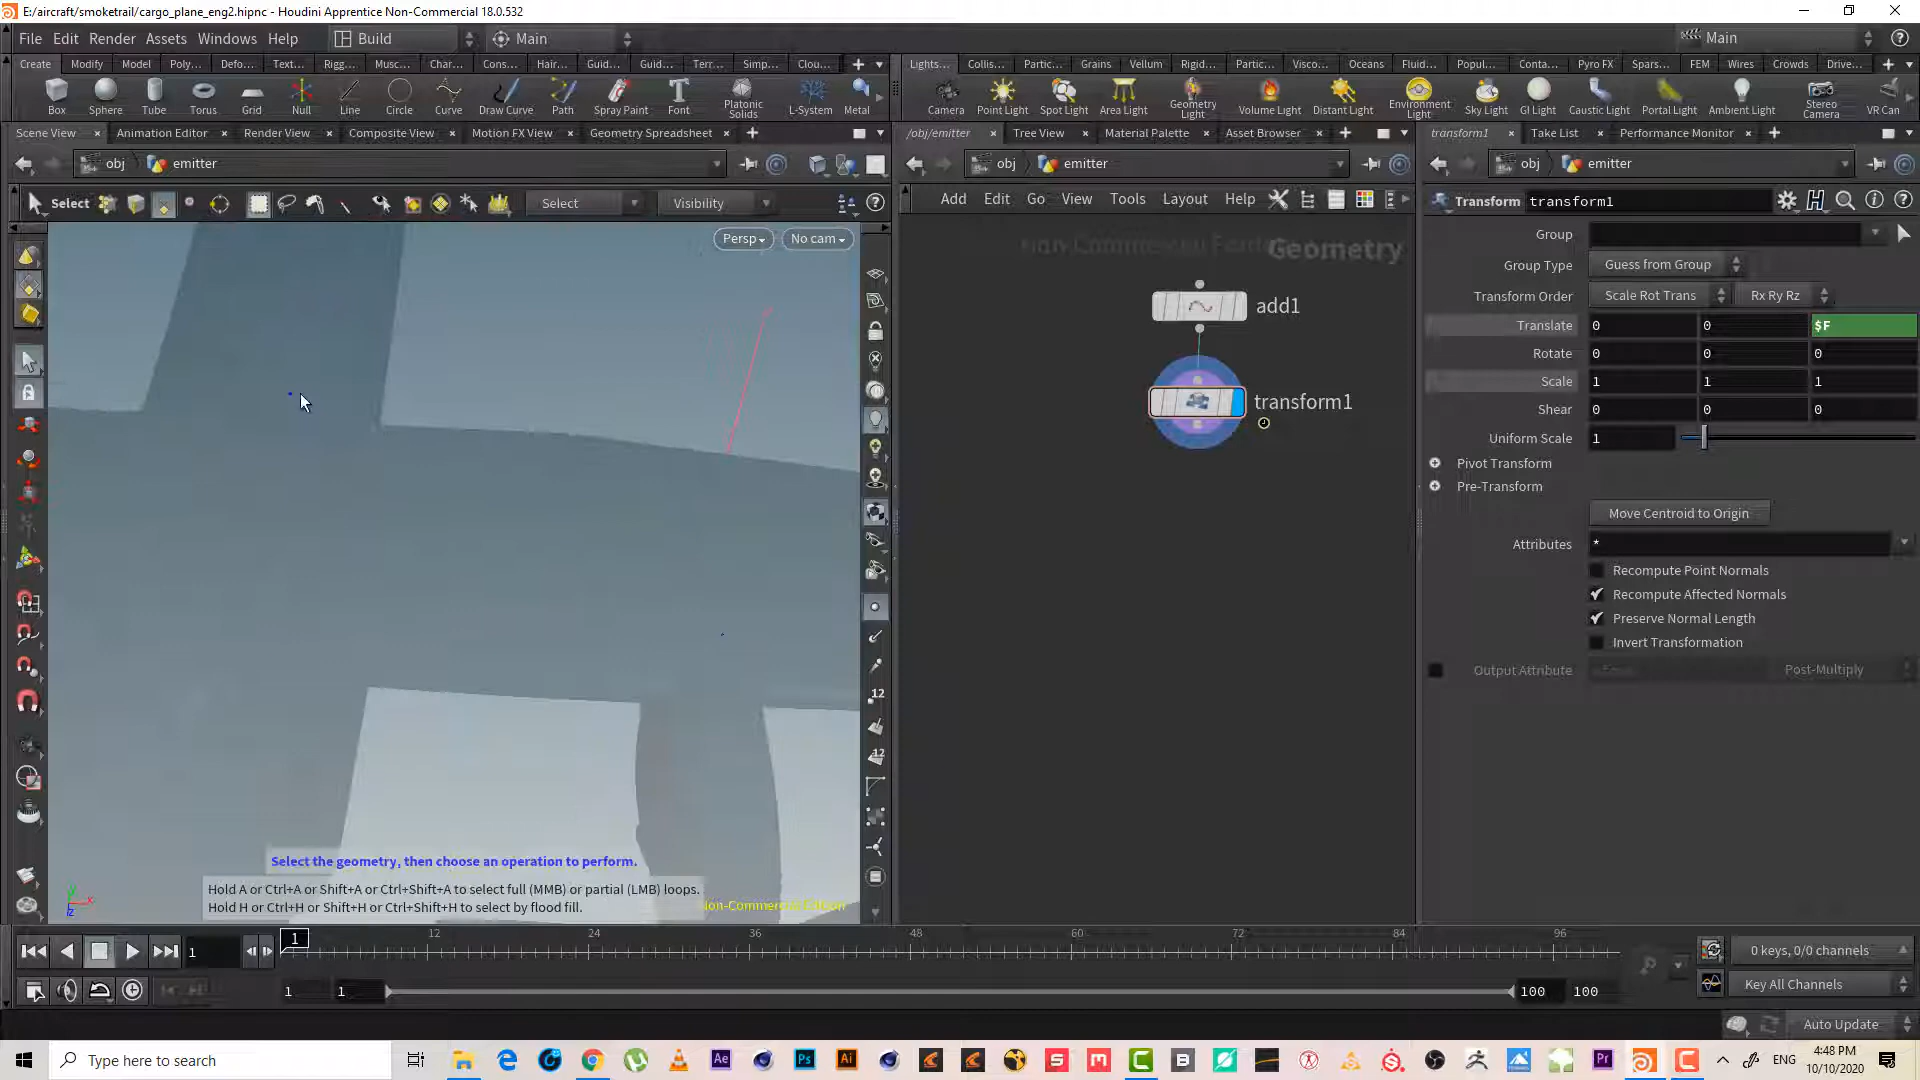 E:/aircraft/smoketrail/cargo_plane_eng2.hipnc - Houdini Apprentice Non-Commercial 18.0.532
File Edit Render Assets Windows Help Build Main Main
Create Modify Model Poly... Defo... Text... Rigg... Musc... Char... Cons... Hair... Guid... Guid... Terr... Simp... Clou...
Lights... Collis... Partic... Grains Vellum Rigid... Partic... Visco... Oceans Fluid... Popul... Conta... Pyro FX Spars... FEM Wires Crowds Drive...
Box Sphere Tube Torus Grid Null Line Circle Curve Draw Curve Path Spray Paint Font Platonic Solids L-System Metal
Camera Point Light Spot Light Area Light Geometry Light Volume Light Distant Light Environment Light Sky Light GI Light Caustic Light Portal Light Ambient Light Stereo Camera VR Can
Scene View Animation Editor Render View Composite View Motion FX View Geometry Spreadsheet
/obj/emitter Tree View Material Palette Asset Browser
transform1 Take List Performance Monitor
obj emitter
obj emitter
obj emitter
Select Select Visibility
Add Edit Go View Tools Layout Help
Transform transform1
Persp No cam
Geometry
add1
transform1
Group
Group Type Guess from Group
Transform Order Scale Rot Trans Rx Ry Rz
Translate 0 0 $F
Rotate 0 0 0
Scale 1 1 1
Shear 0 0 0
Uniform Scale 1
Pivot Transform
Pre-Transform
Move Centroid to Origin
Attributes *
Recompute Point Normals
Recompute Affected Normals
Preserve Normal Length
Invert Transformation
Output Attribute Post-Multiply
12
12
Select the geometry, then choose an operation to perform.
Hold A or Ctrl+A or Shift+A or Ctrl+Shift+A to select full (MMB) or partial (LMB) loops.
Hold H or Ctrl+H or Shift+H or Ctrl+Shift+H to select by flood fill.
Non-Commercial Edition
1 1 12 24 36 48 60 72 84 96
0 keys, 0/0 channels
1 1 100 100
Key All Channels
Auto Update
Type here to search
ENG
4:48 PM
10/10/2020